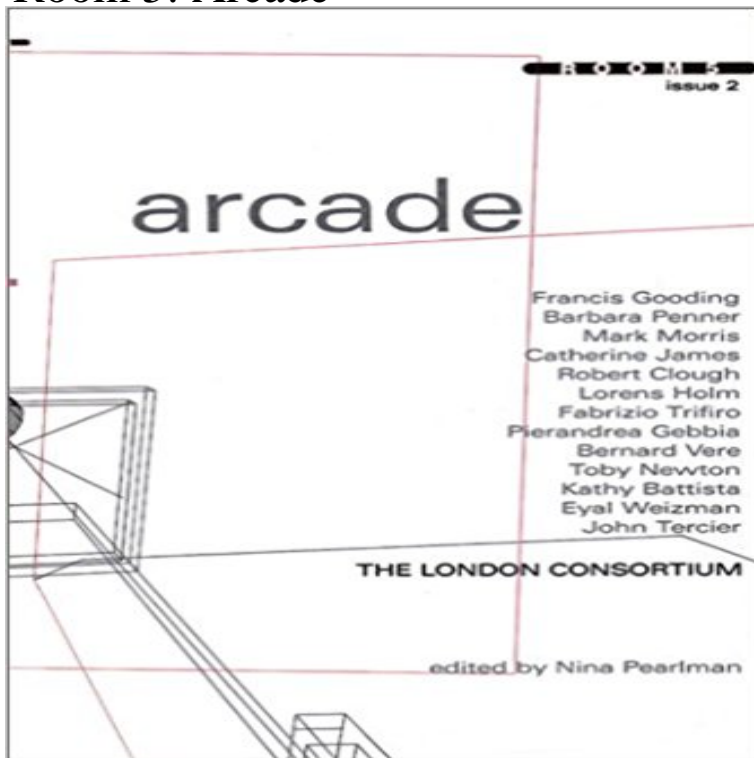 Room 5: Arcade
ROOM 5
issue 2
arcade
Francis Gooding
Barbara Penner
Mark Morris
Catherine James
Robert Clough
Lorens Holm
Fabrizio Trifiro
Pierandrea Gebbia
Bernard Vere
Toby Newton
Kathy Battista
Eyal Weizman
John Tercier
THE LONDON CONSORTIUM
edited by Nina Pearlman